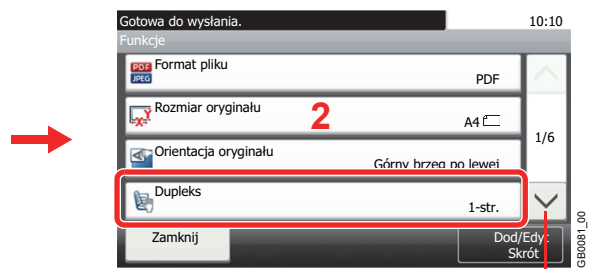 Gotowa do wysłania.
10:10
Funkcje
PDF
JPEG
Format pliku
PDF
Rozmiar oryginału
2
A4
1/6
Orientacja oryginału
Górny brzeg po lewej
Dupleks
1-str.
Zamknij
Dod/Edyt
Skrót
GB0081_00